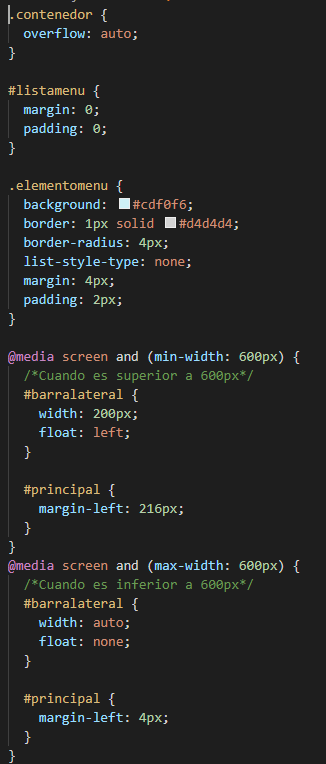 .contenedor {
  overflow: auto;
}

#listamenu {
  margin: 0;
  padding: 0;
}

.elementomenu {
  background: #cdf0f6;
  border: 1px solid #d4d4d4;
  border-radius: 4px;
  list-style-type: none;
  margin: 4px;
  padding: 2px;
}

@media screen and (min-width: 600px) {
  /*Cuando es superior a 600px*/
  #barralateral {
    width: 200px;
    float: left;
  }

  #principal {
    margin-left: 216px;
  }
}
@media screen and (max-width: 600px) {
  /*Cuando es inferior a 600px*/
  #barralateral {
    width: auto;
    float: none;
  }

  #principal {
    margin-left: 4px;
  }
}